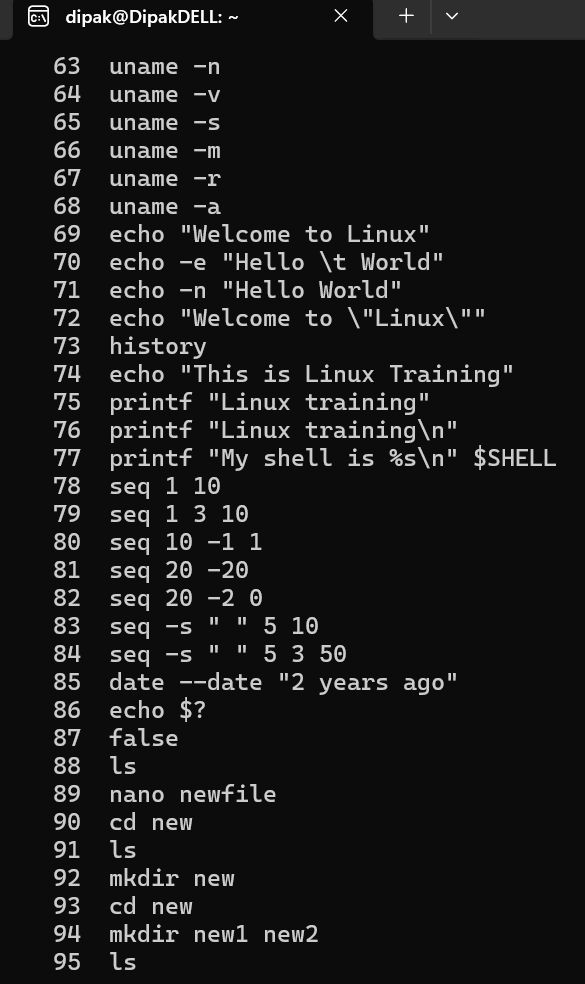 dipak@DipakDELL: ~
63 uname -n
64 uname -v
65 uname -s
66 uname -m
67 uname -r
68 uname -a
69 echo "Welcome to Linux"
70 echo -e "Hello \t World"
71 echo -n "Hello World"
72 echo "Welcome to \"Linux\""
73 history
74 echo "This is Linux Training"
75 printf "Linux training"
76 printf "Linux training\n"
77 printf "My shell is %s\n" $SHELL
78 seq 1 10
79 seq 1 3 10
80 seq 10 -1 1
81 seq 20 -20
82 seq 20 -2 0
83 seq -s " " 5 10
84 seq -s " " 5 3 50
85 date --date "2 years ago"
86 echo $?
87 false
88 ls
89 nano newfile
90 cd new
91 ls
92 mkdir new
93 cd new
94 mkdir new1 new2
95 ls